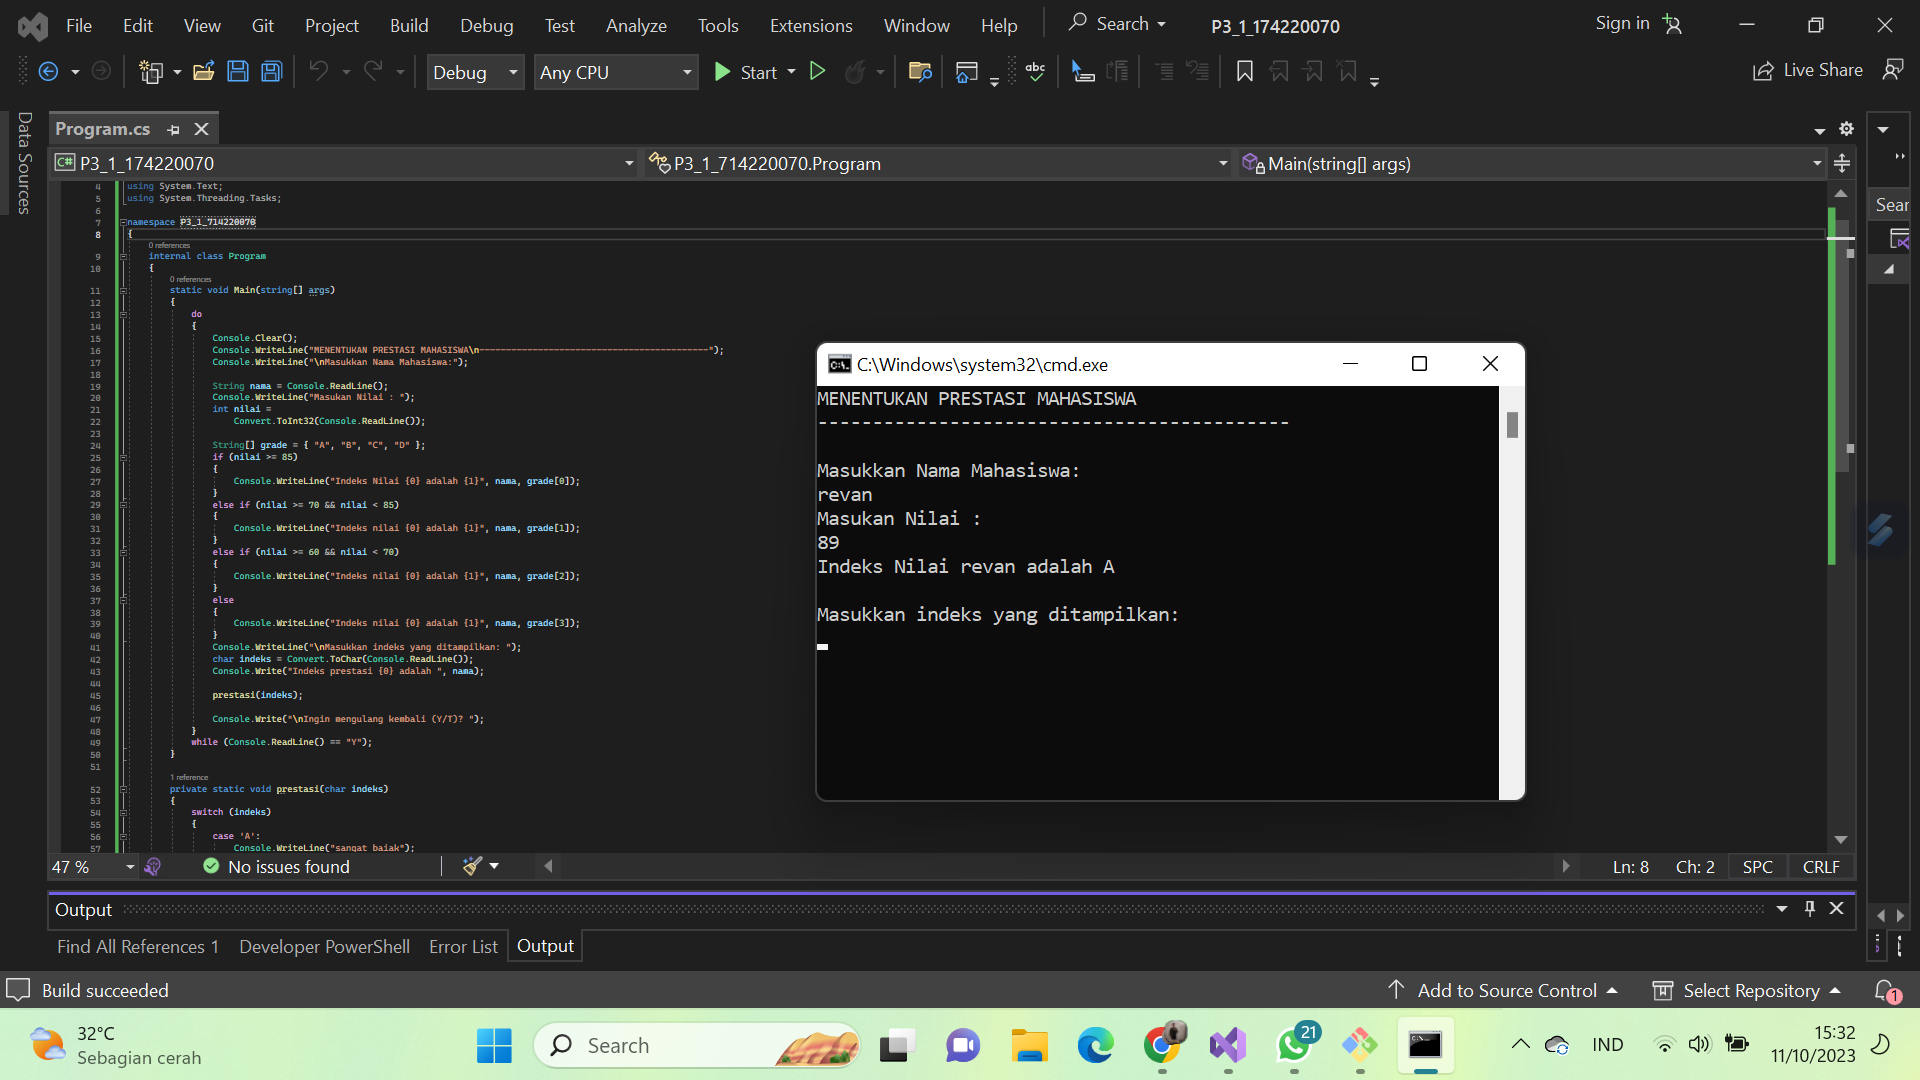 File Edit View Git Project Build Debug Test Analyze Tools Extensions Window Help Search P3_1_174220070 Sign in
Debug Any CPU Start Live Share
Data Sources
Program.cs
P3_1_174220070 P3_1_714220070.Program Main(string[] args)
Sear
4 using System.Text;
5 using System.Threading.Tasks;
6
7 namespace P3_1_714220070
8 {
0 references
9 internal class Program
10 {
0 references
11 static void Main(string[] args)
12 {
13 do
14 {
15 Console.Clear();
16 Console.WriteLine("MENENTUKAN PRESTASI MAHASISWA\n-------------------------------------------");
17 Console.WriteLine("\nMasukkan Nama Mahasiswa:");
18
19 String nama = Console.ReadLine();
20 Console.WriteLine("Masukan Nilai : ");
21 int nilai =
22 Convert.ToInt32(Console.ReadLine());
23
24 String[] grade = { "A", "B", "C", "D" };
25 if (nilai >= 85)
26 {
27 Console.WriteLine("Indeks Nilai {0} adalah {1}", nama, grade[0]);
28 }
29 else if (nilai >= 70 && nilai < 85)
30 {
31 Console.WriteLine("Indeks nilai {0} adalah {1}", nama, grade[1]);
32 }
33 else if (nilai >= 60 && nilai < 70)
34 {
35 Console.WriteLine("Indeks nilai {0} adalah {1}", nama, grade[2]);
36 }
37 else
38 {
39 Console.WriteLine("Indeks nilai {0} adalah {1}", nama, grade[3]);
40 }
41 Console.WriteLine("\nMasukkan indeks yang ditampilkan: ");
42 char indeks = Convert.ToChar(Console.ReadLine());
43 Console.Write("Indeks prestasi {0} adalah ", nama);
44
45 prestasi(indeks);
46
47 Console.Write("\nIngin mengulang kembali (Y/T)? ");
48 }
49 while (Console.ReadLine() == "Y");
50 }
51
1 reference
52 private static void prestasi(char indeks)
53 {
54 switch (indeks)
55 {
56 case 'A':
57 Console.WriteLine("sangat baiak");
C:\Windows\system32\cmd.exe
MENENTUKAN PRESTASI MAHASISWA
-------------------------------------------
Masukkan Nama Mahasiswa:
revan
Masukan Nilai :
89
Indeks Nilai revan adalah A
Masukkan indeks yang ditampilkan:
47 % No issues found Ln: 8 Ch: 2 SPC CRLF
Output
Find All References 1 Developer PowerShell Error List Output
Build succeeded Add to Source Control Select Repository 1
32°C
Sebagian cerah
Search
21
IND
15:32
11/10/2023